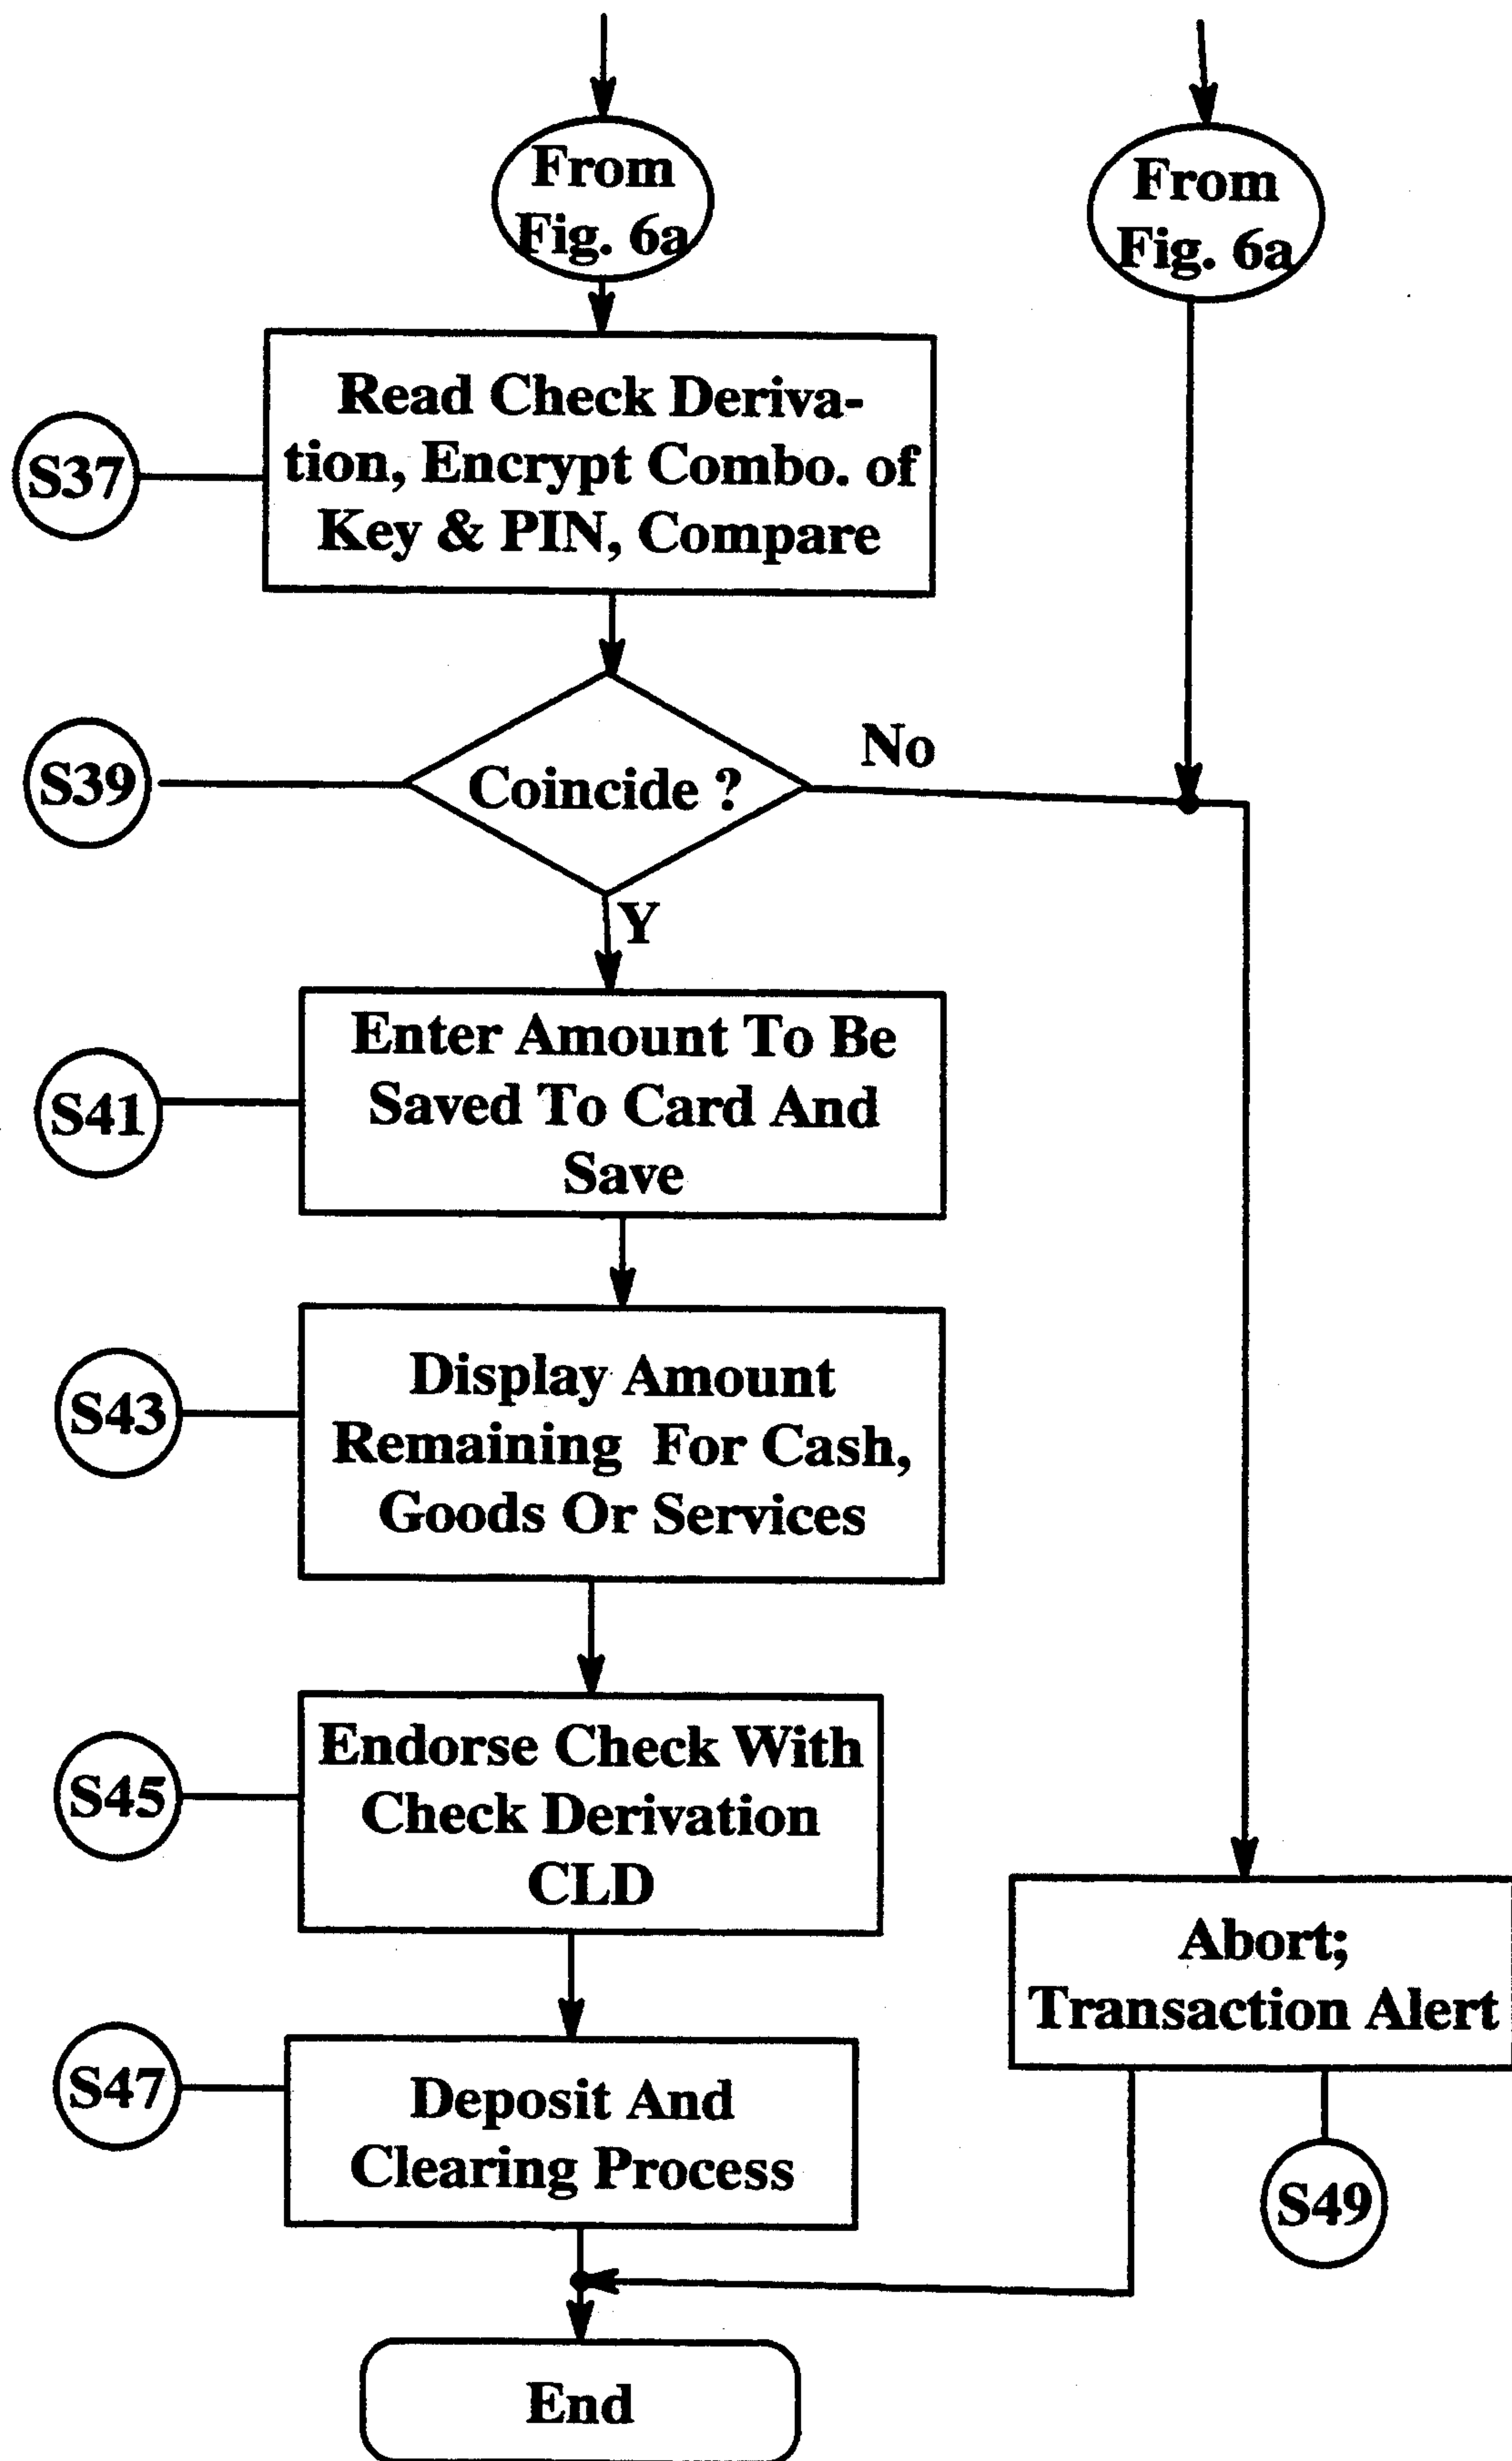 From
Fig. 6a
From
Fig. 6a
Read Check Deriva-
tion, Encrypt Combo. of
Key & PIN, Compare
S37
Coincide ?
No
S39
Y
Enter Amount To Be
Saved To Card And
Save
S41
Display Amount
Remaining For Cash,
Goods Or Services
S43
Endorse Check With
Check Derivation
CLD
S45
Abort;
Transaction Alert
Deposit And
Clearing Process
S47
S49
End